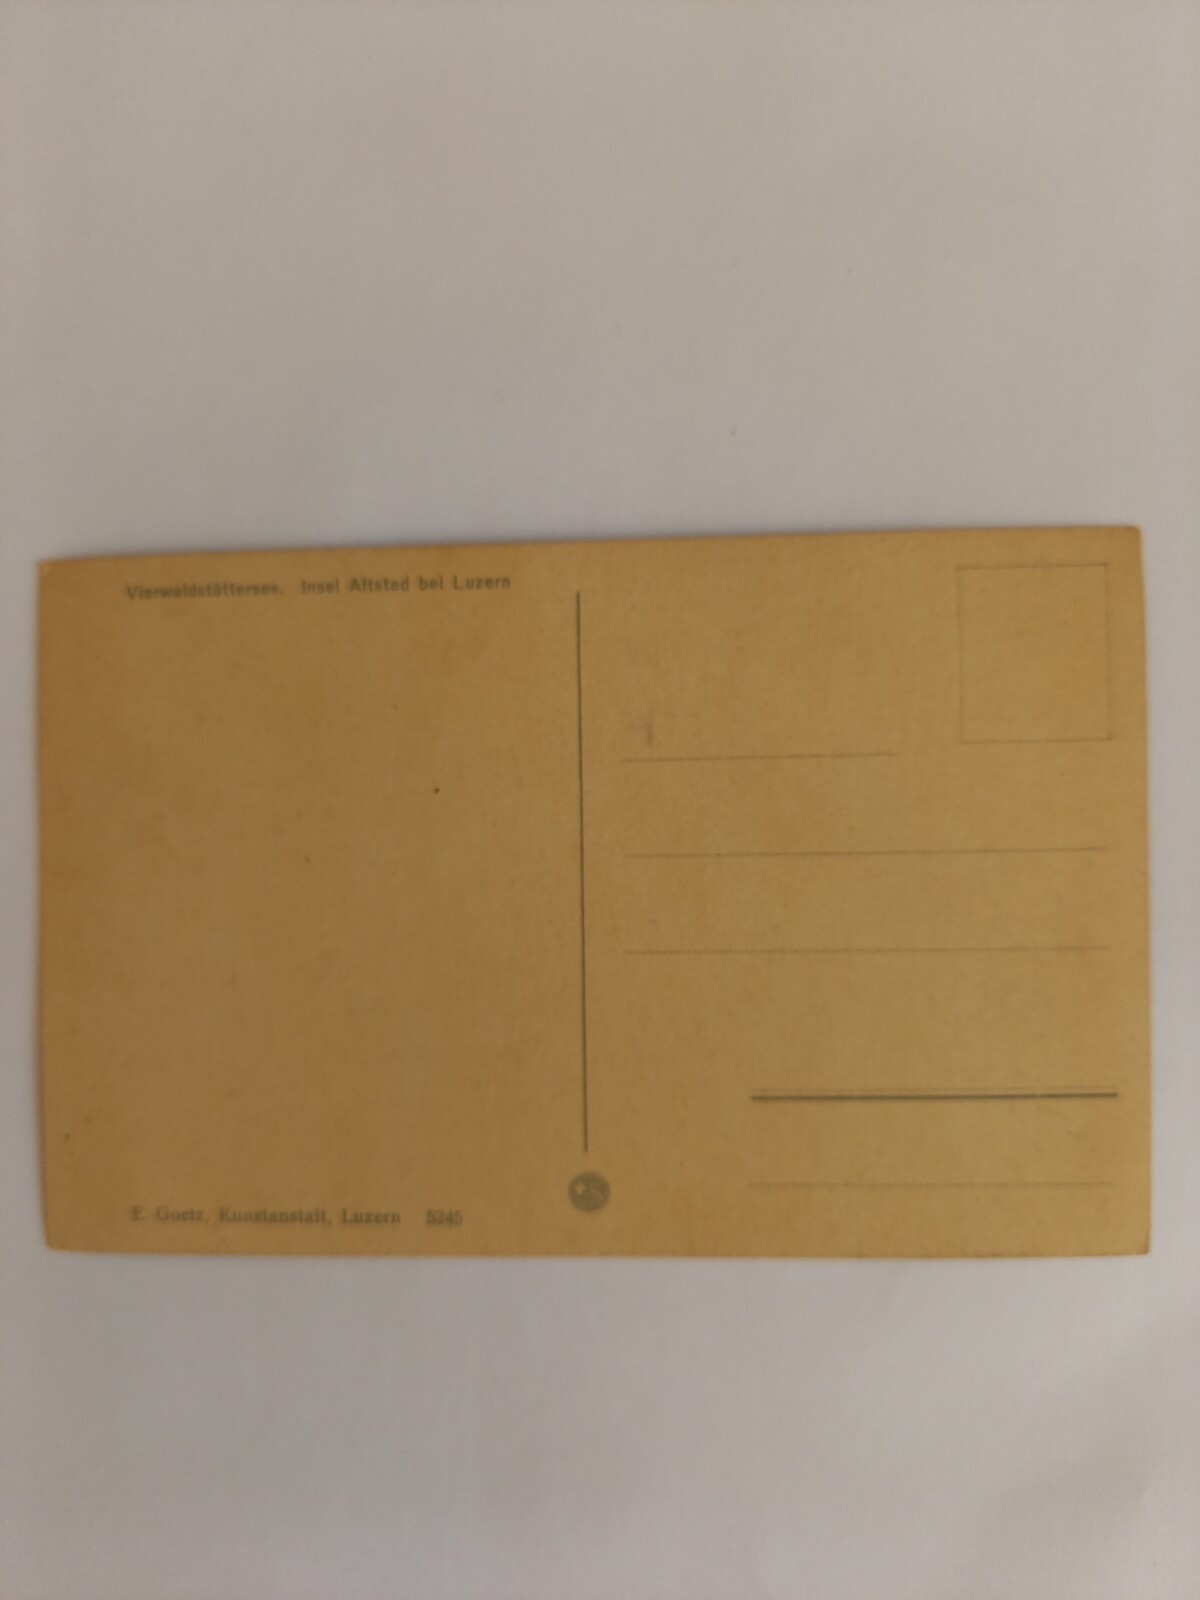 Vierwaldstättersee. Insel Altstad bei Luzern
E. Goetz, Kunstanstalt, Luzern 5245